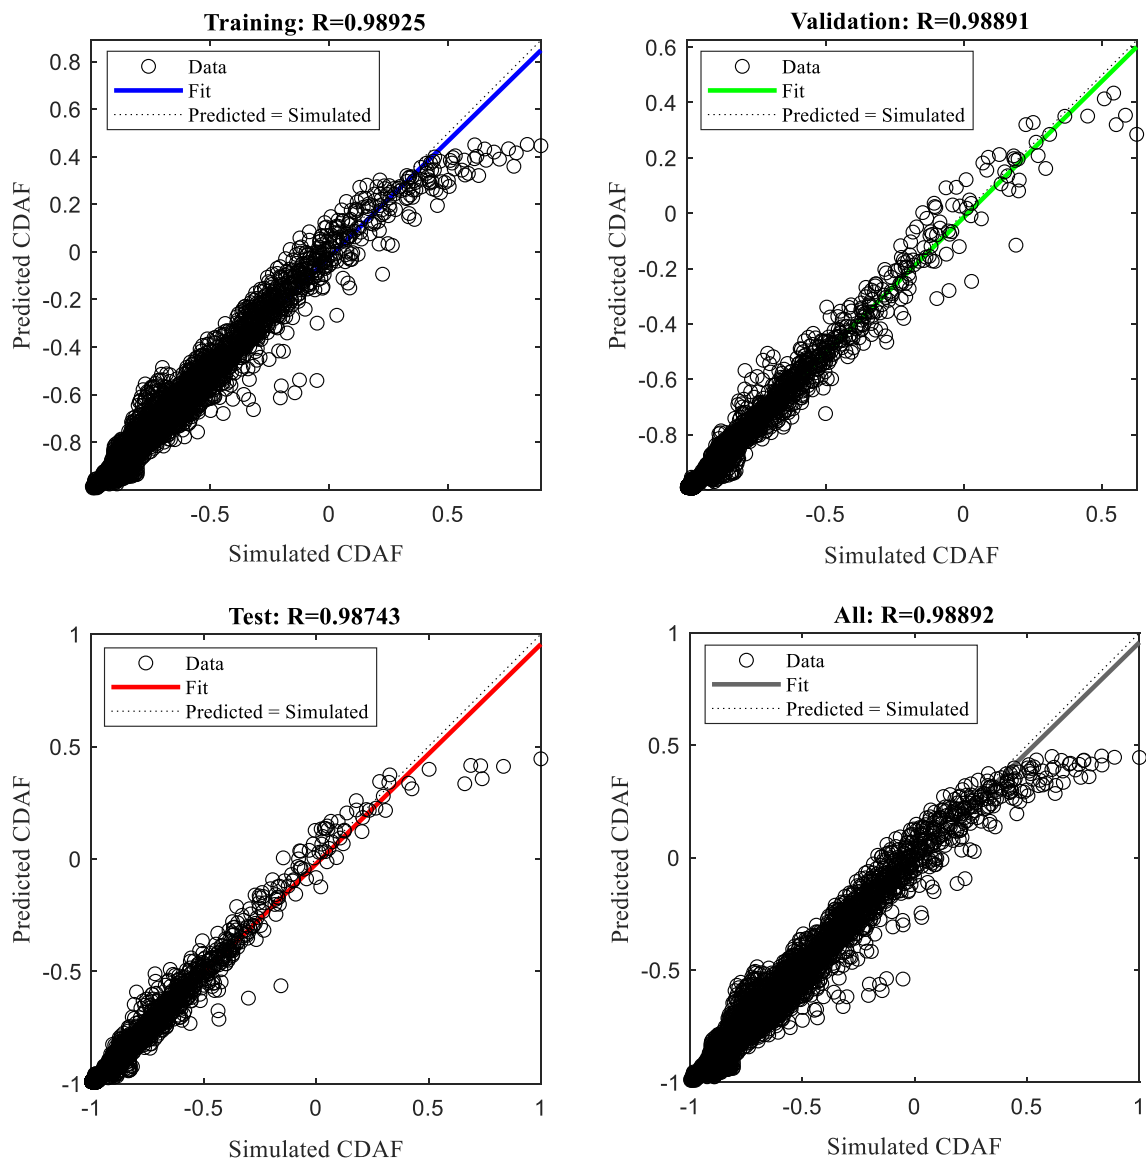 Training: R=0.98925
Data
Fit
Predicted = Simulated
0.8
0.6
0.4
0.2
0
-0.2
-0.4
-0.6
-0.8
Predicted CDAF
-0.5 0 0.5
Simulated CDAF
Validation: R=0.98891
Data
Fit
Predicted = Simulated
0.6
0.4
0.2
0
-0.2
-0.4
-0.6
-0.8
Predicted CDAF
-0.5 0 0.5
Simulated CDAF
Test: R=0.98743
Data
Fit
Predicted = Simulated
1
0.5
0
-0.5
-1
Predicted CDAF
-1 -0.5 0 0.5 1
Simulated CDAF
All: R=0.98892
Data
Fit
Predicted = Simulated
1
0.5
0
-0.5
-1
Predicted CDAF
-1 -0.5 0 0.5 1
Simulated CDAF